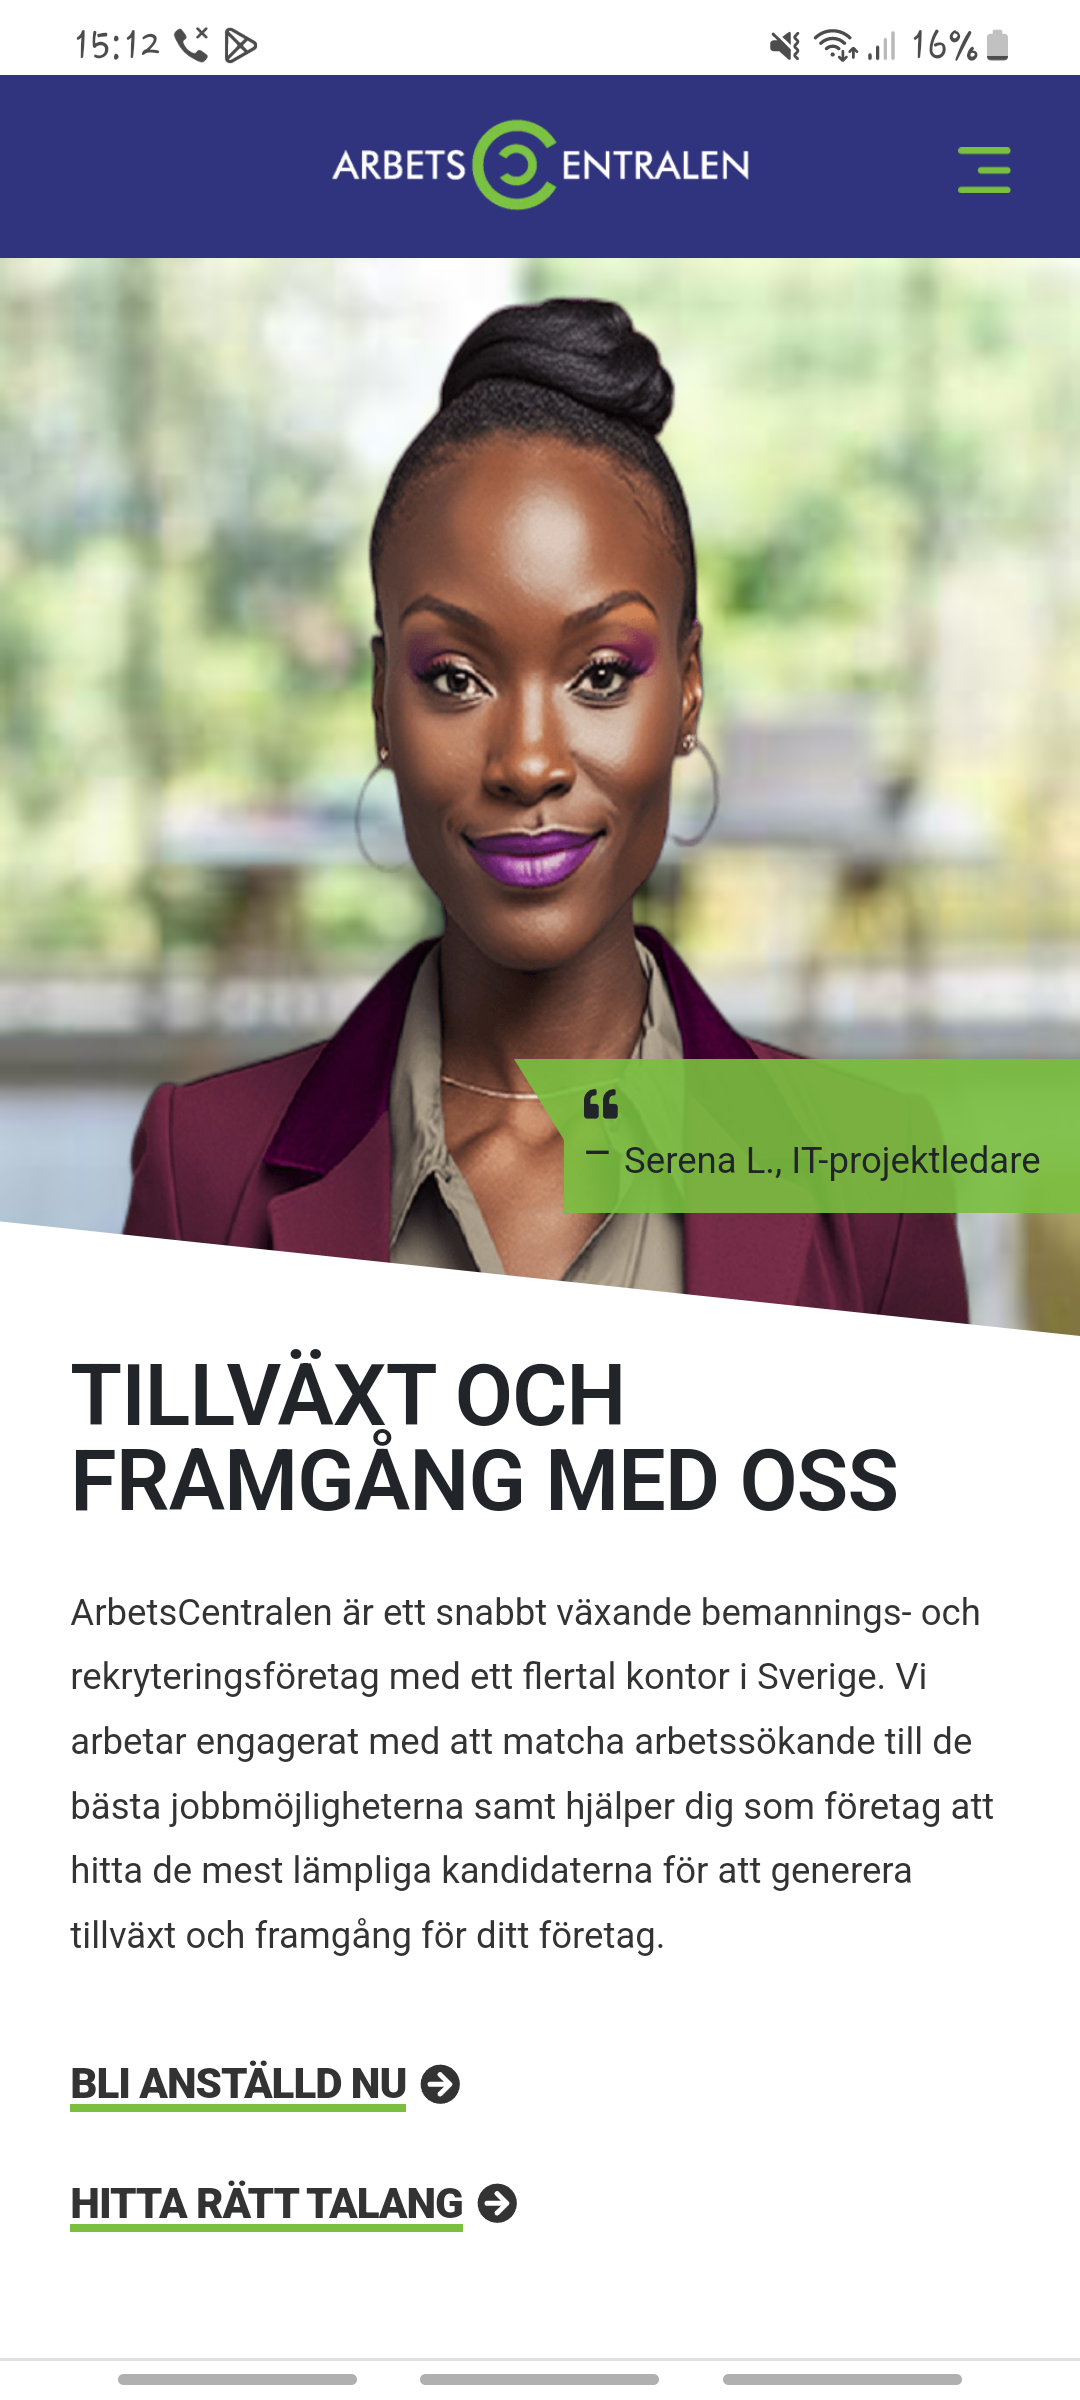 15:12
16%
ARBETSCENTRALEN
“
– Serena L., IT-projektledare
TILLVÄXT OCH
FRAMGÅNG MED OSS
ArbetsCentralen är ett snabbt växande bemannings- och
rekryteringsföretag med ett flertal kontor i Sverige. Vi
arbetar engagerat med att matcha arbetssökande till de
bästa jobbmöjligheterna samt hjälper dig som företag att
hitta de mest lämpliga kandidaterna för att generera
tillväxt och framgång för ditt företag.
BLI ANSTÄLLD NU
HITTA RÄTT TALANG